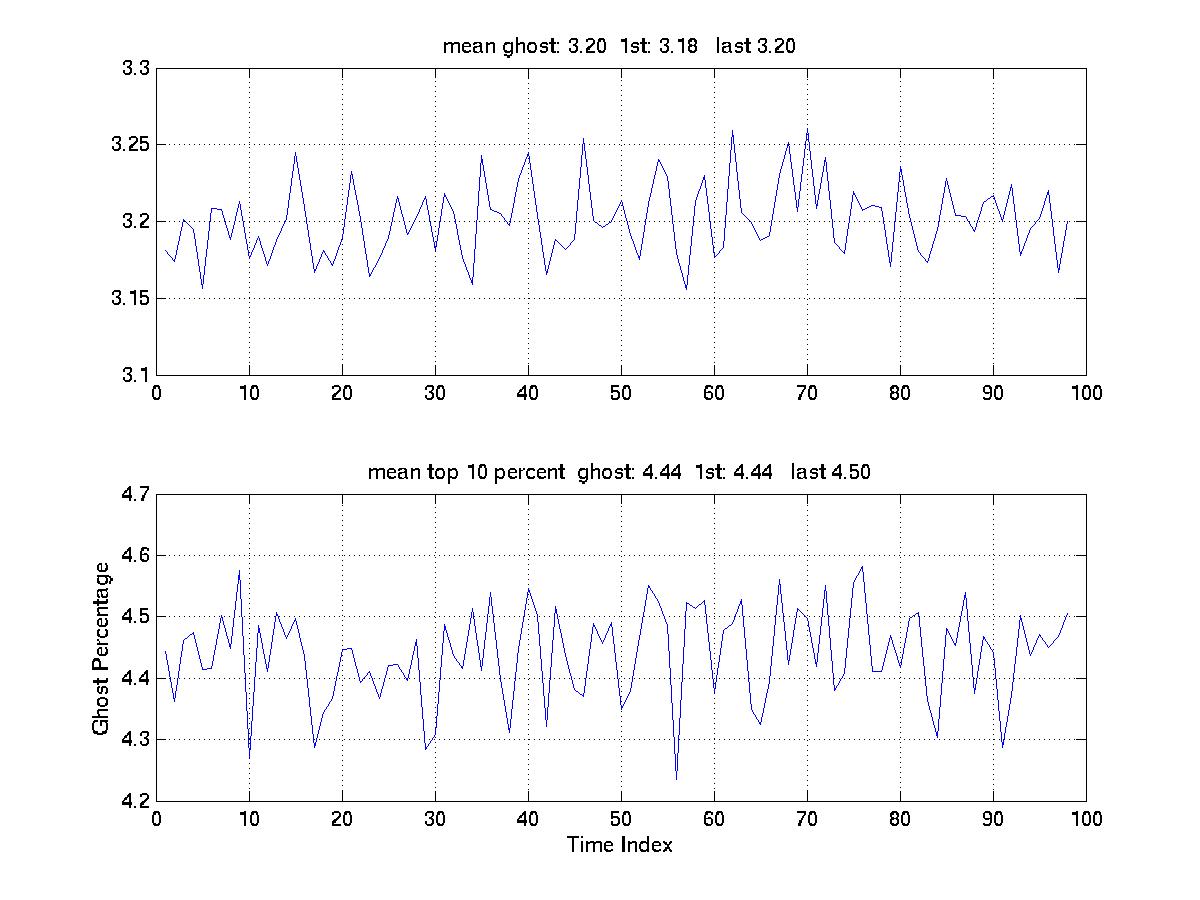 mean ghost: 3.20 1st: 3.18 last 3.20
3.3
3.25
3.2
3.15
3.1
0 10 20 30 40 50 60 70 80 90 100
mean top 10 percent ghost: 4.44 1st: 4.44 last 4.50
4.7
4.6
4.5
4.4
4.3
4.2
Ghost Percentage
0 10 20 30 40 50 60 70 80 90 100
Time Index